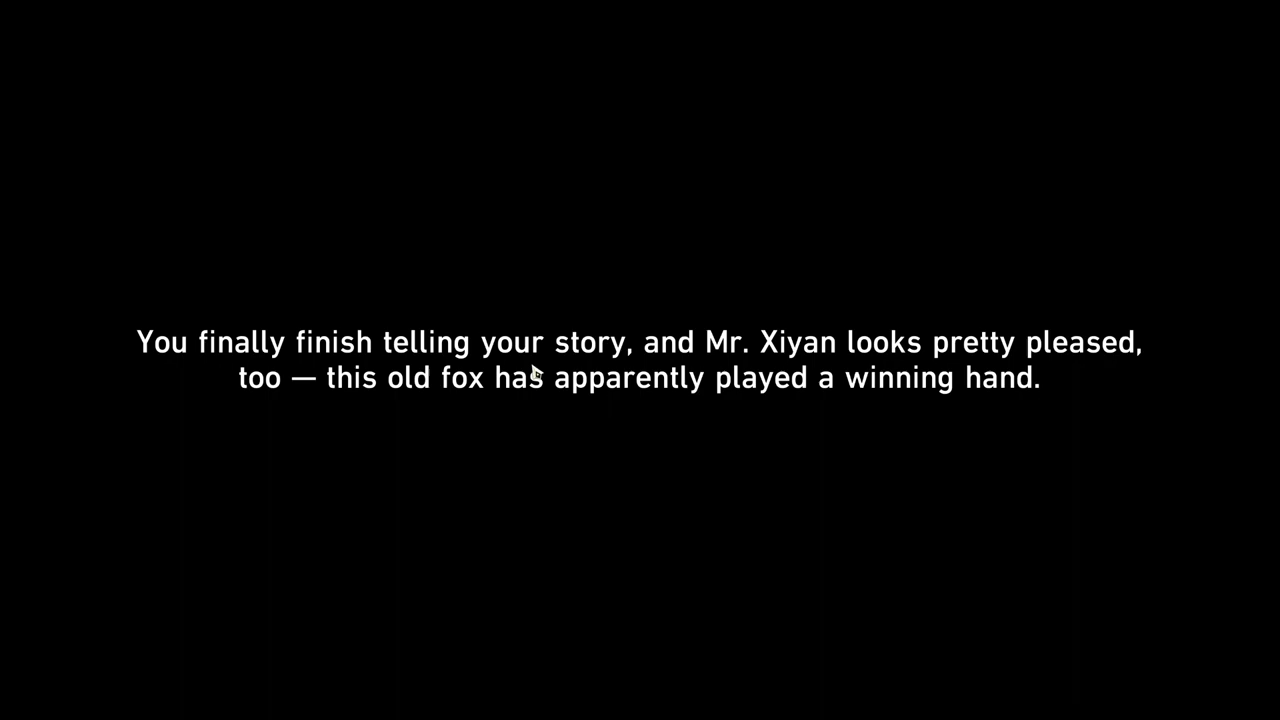 You finally finish telling your story, and Mr. Xiyan looks pretty pleased,
too — this old fox has apparently played a winning hand.